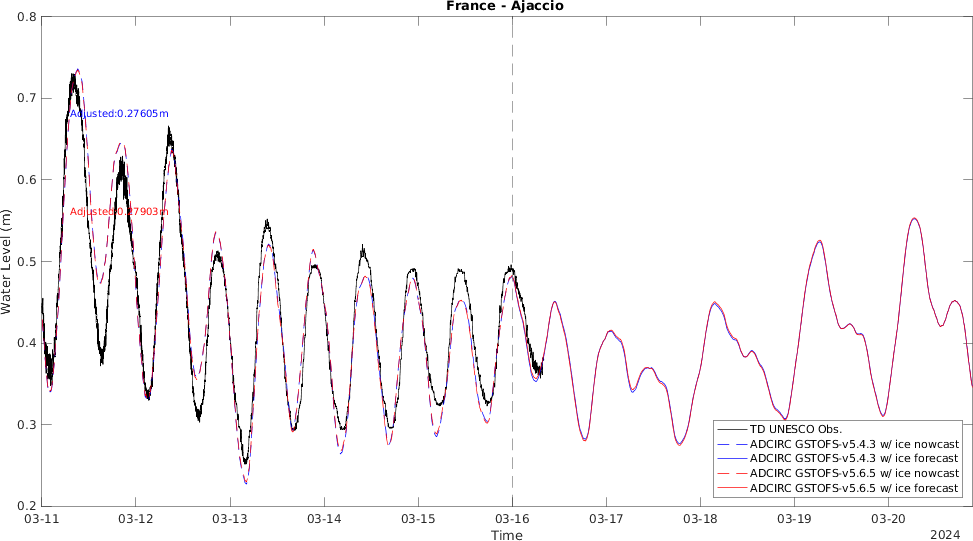 France - Ajaccio
0.8
0.7
0.6
0.5
0.4
0.3
0.2
Water Level (m)
Adjusted:0.27605m
Adjusted:0.27903m
TD UNESCO Obs.
ADCIRC GSTOFS-v5.4.3 w/ ice nowcast
ADCIRC GSTOFS-v5.4.3 w/ ice forecast
ADCIRC GSTOFS-v5.6.5 w/ ice nowcast
ADCIRC GSTOFS-v5.6.5 w/ ice forecast
03-11 03-12 03-13 03-14 03-15 03-16 03-17 03-18 03-19 03-20
Time
2024